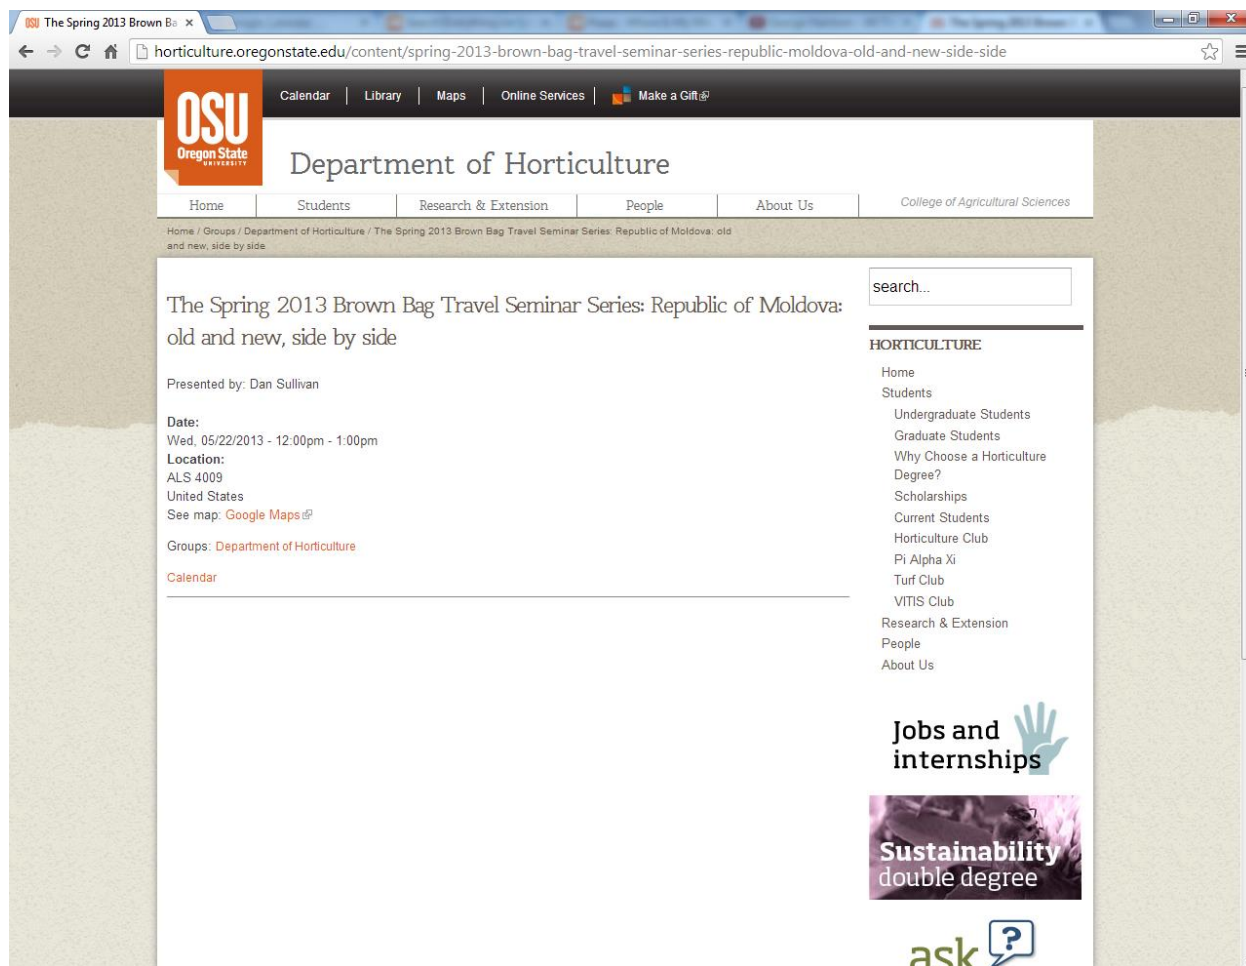 The Spring 2013 Brown Ba
horticulture.oregonstate.edu/content/spring-2013-brown-bag-travel-seminar-series-republic-moldova-old-and-new-side-side
OSU
Oregon State
UNIVERSITY
Calendar
Library
Maps
Online Services
Make a Gift
Department of Horticulture
Home
Students
Research & Extension
People
About Us
College of Agricultural Sciences
Home / Groups / Department of Horticulture / The Spring 2013 Brown Bag Travel Seminar Series: Republic of Moldova: old
and new, side by side
The Spring 2013 Brown Bag Travel Seminar Series: Republic of Moldova:
old and new, side by side
Presented by: Dan Sullivan
Date:
Wed, 05/22/2013 - 12:00pm - 1:00pm
Location:
ALS 4009
United States
See map: Google Maps
Groups: Department of Horticulture
Calendar
search...
HORTICULTURE
Home
Students
Undergraduate Students
Graduate Students
Why Choose a Horticulture
Degree?
Scholarships
Current Students
Horticulture Club
Pi Alpha Xi
Turf Club
VITIS Club
Research & Extension
People
About Us
Jobs and
internships
Sustainability
double degree
ask
?